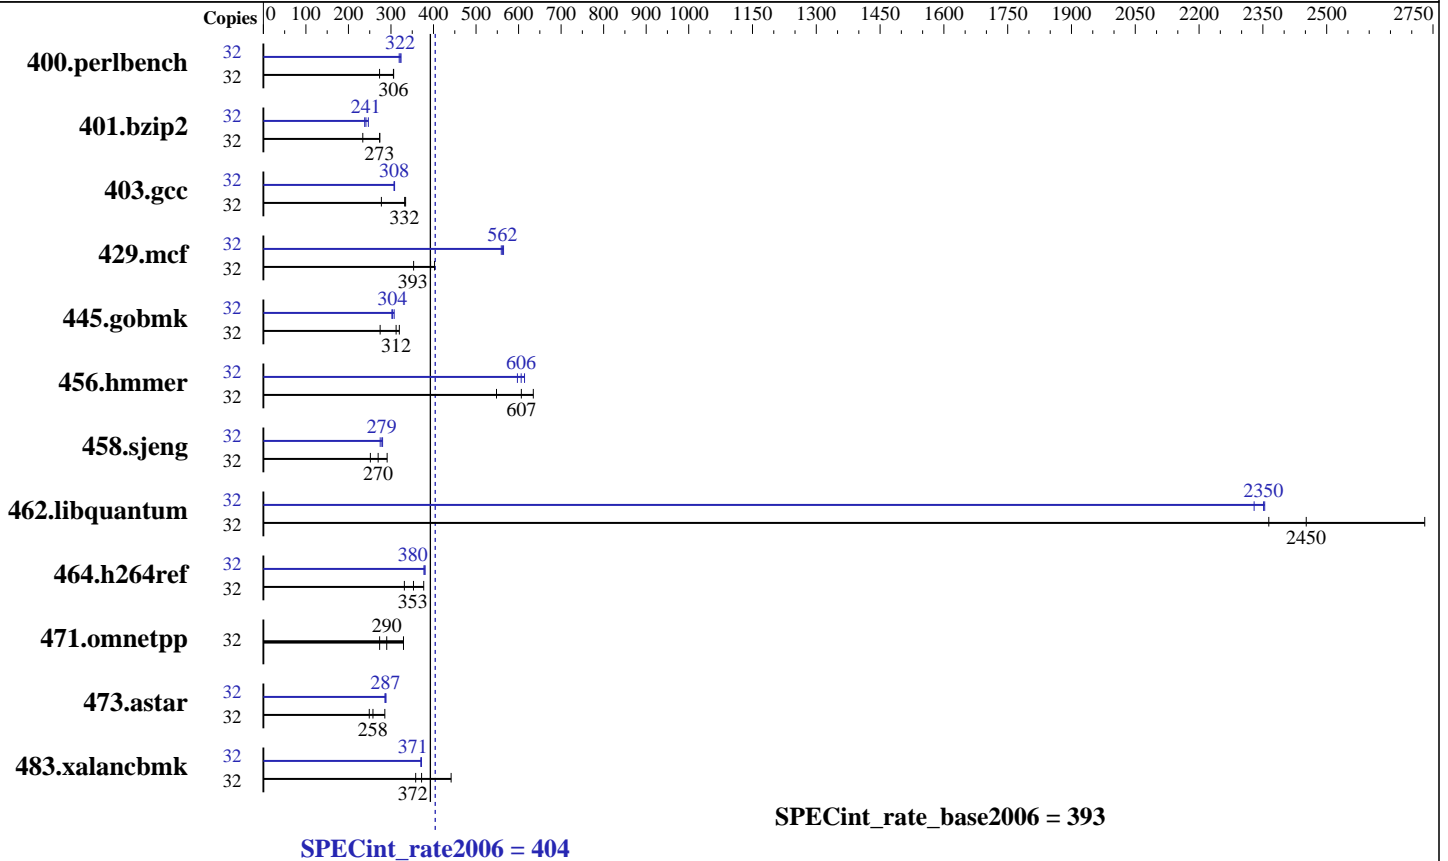 Copies 0 100 200 300 400 500 600 700 800 900 1000 1150 1300 1450 1600 1750 1900 2050 2200 2350 2500 2750
400.perlbench 32 322
32 306
401.bzip2 32 241
32 273
403.gcc 32 308
32 332
429.mcf 32 562
32 393
445.gobmk 32 304
32 312
456.hmmer 32 606
32 607
458.sjeng 32 279
32 270
462.libquantum 32 2350
32 2450
464.h264ref 32 380
32 353
471.omnetpp 32 290
473.astar 32 287
32 258
483.xalancbmk 32 371
32 372
SPECint_rate_base2006 = 393
SPECint_rate2006 = 404